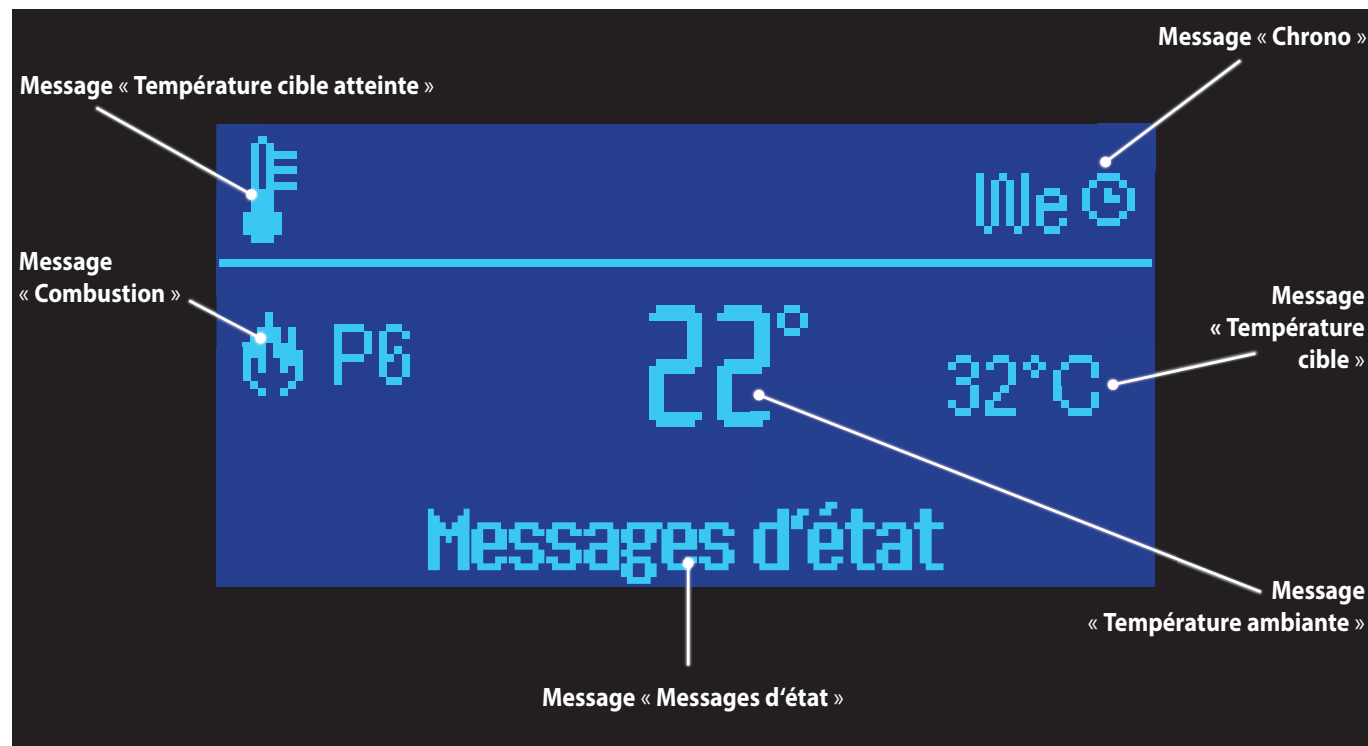 Message « Chrono »
Message « Température cible atteinte »
We
Message
« Combustion »
P6
22°
32°C
Message
« Température
cible »
Messages d'état
Message
« Température ambiante »
Message « Messages d'état »